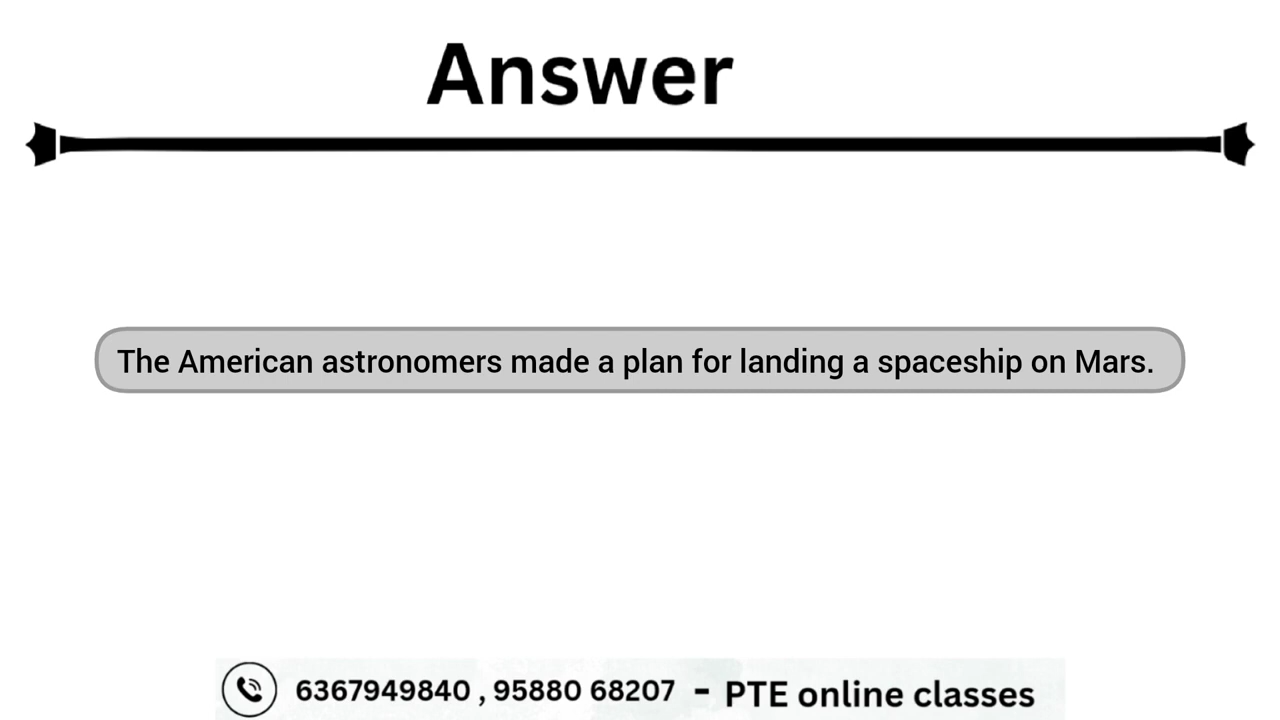 Answer
The American astronomers made a plan for landing a spaceship on Mars.
6367949840 , 95880 68207 - PTE online classes